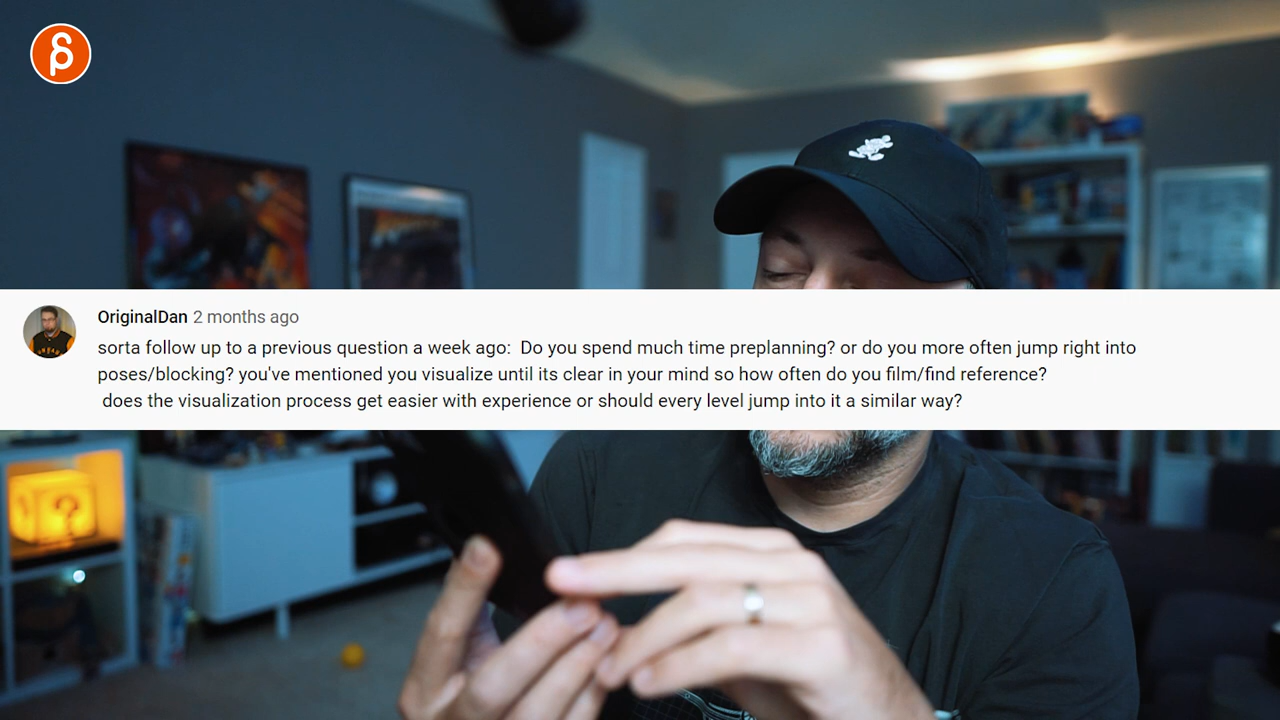 OriginalDan 2 months ago
sorta follow up to a previous question a week ago:  Do you spend much time preplanning? or do you more often jump right into
poses/blocking? you've mentioned you visualize until its clear in your mind so how often do you film/find reference?
does the visualization process get easier with experience or should every level jump into it a similar way?
?